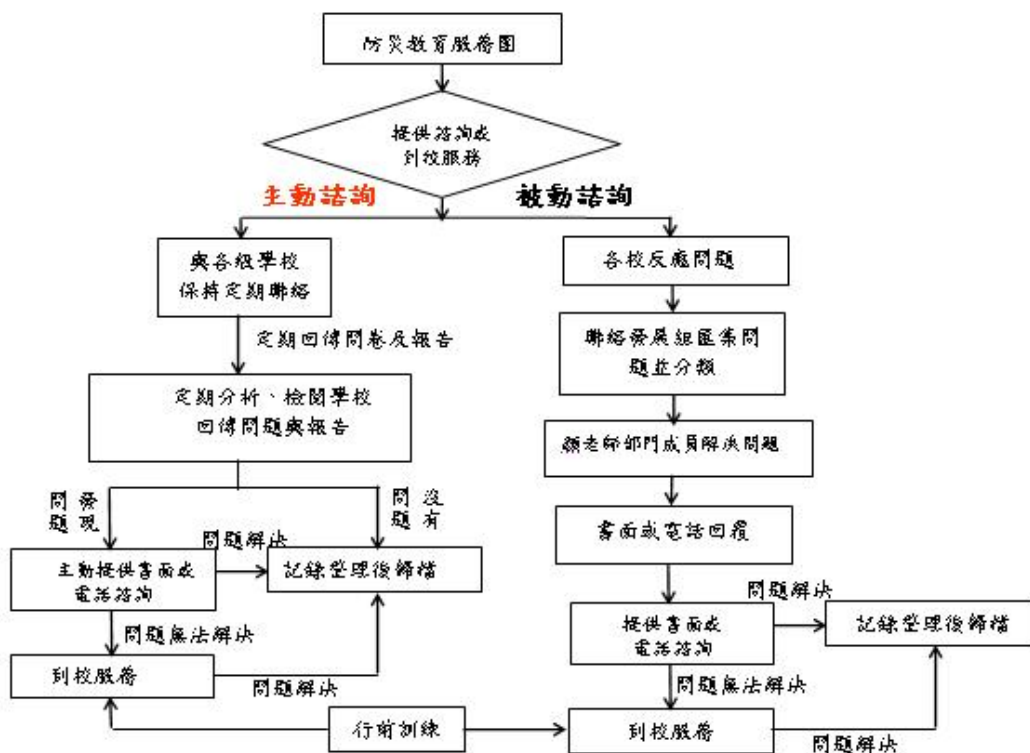 防災教育服務團
提供諮詢或
到校服務
主動諮詢
被動諮詢
與各級學校
保持定期聯絡
定期回傳問卷及報告
定期分析、檢閱學校
回傳問題與報告
發現
問題
沒有
問題
主動提供書面或
電話諮詢
問題解決
記錄整理後歸檔
問題無法解決
到校服務
問題解決
行前訓練
各校反應問題
聯絡發展組匯集問
題並分類
顏老師部門成員解決問題
書面或電話回覆
提供書面或
電話諮詢
問題解決
記錄整理後歸檔
問題無法解決
到校服務
問題解決